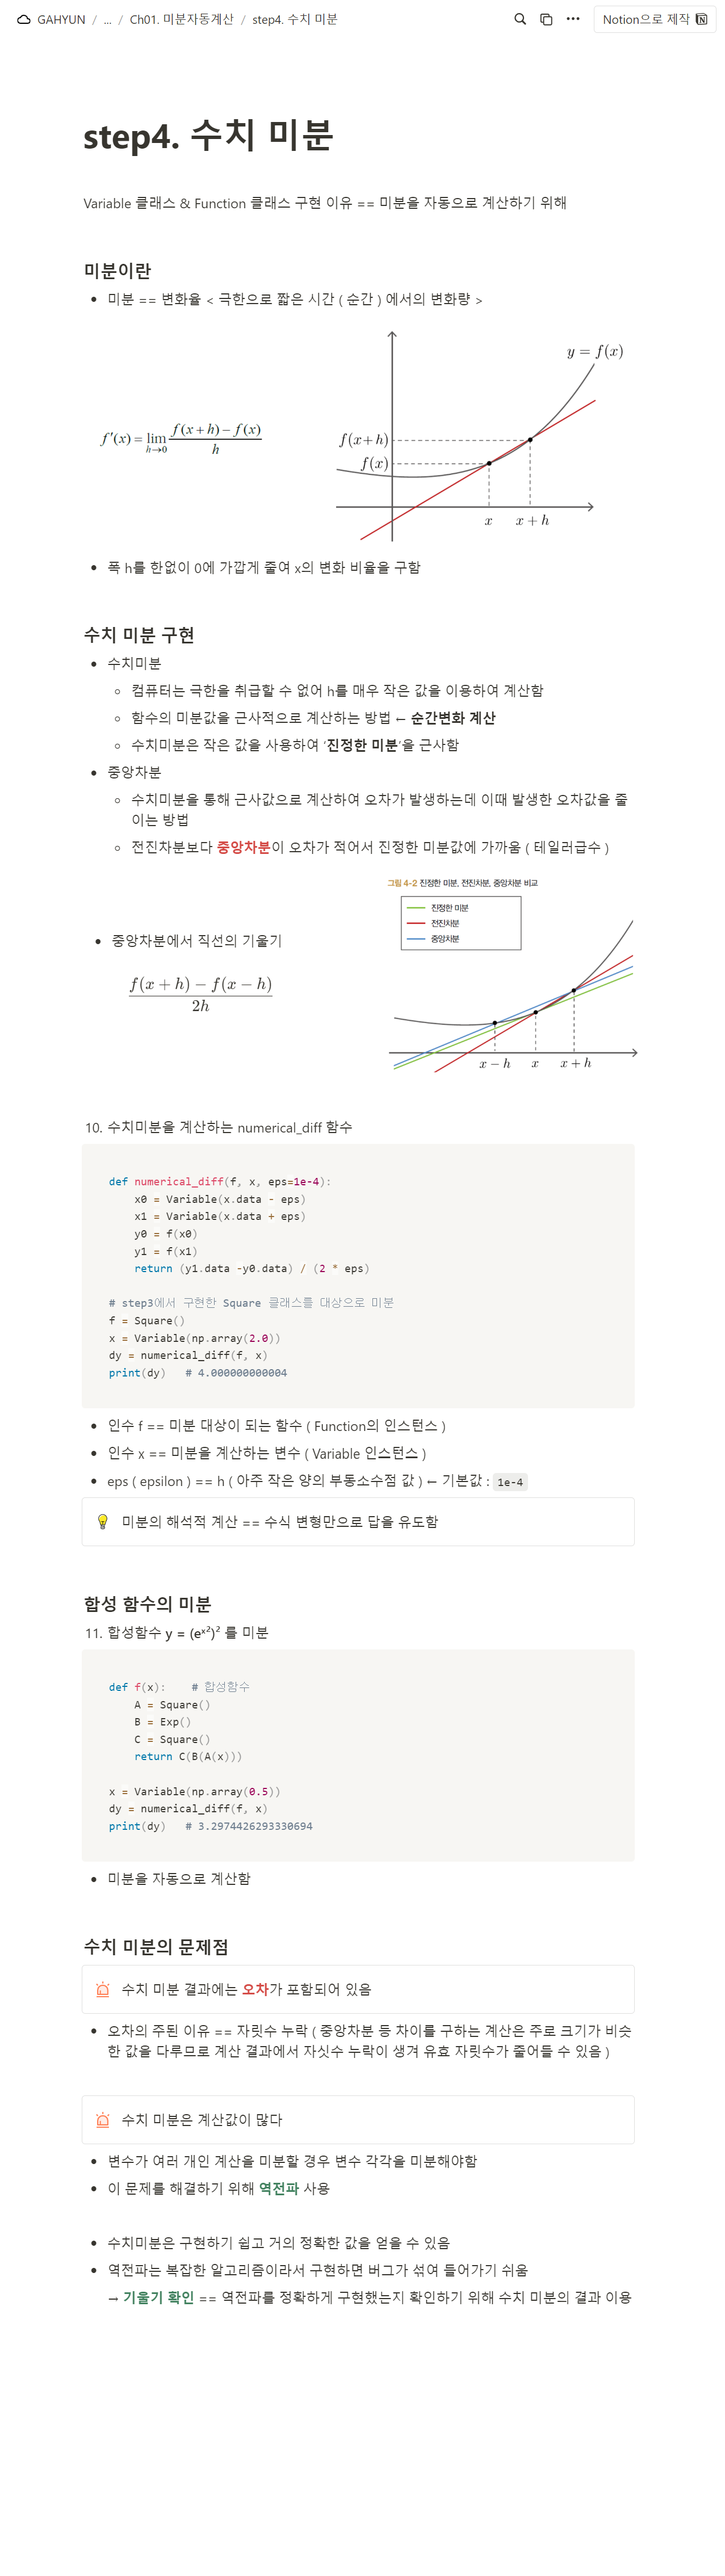 GAHYUN / ... / Ch01. 미분자동계산 / step4. 수치 미분
Notion으로 제작
step4. 수치 미분
Variable 클래스 & Function 클래스 구현 이유 == 미분을 자동으로 계산하기 위해
미분이란
• 미분 == 변화율 < 극한으로 짧은 시간 ( 순간 ) 에서의 변화량 >
f′(x) = lim h→0 f(x + h) − f(x) / h
y = f(x)
f(x+h)
f(x)
x
x + h
• 폭 h를 한없이 0에 가깝게 줄여 x의 변화 비율을 구함
수치 미분 구현
• 수치미분
◦ 컴퓨터는 극한을 취급할 수 없어 h를 매우 작은 값을 이용하여 계산함
◦ 함수의 미분값을 근사적으로 계산하는 방법 ← 순간변화 계산
◦ 수치미분은 작은 값을 사용하여 ‘진정한 미분’을 근사함
• 중앙차분
◦ 수치미분을 통해 근사값으로 계산하여 오차가 발생하는데 이때 발생한 오차값을 줄
이는 방법
◦ 전진차분보다 중앙차분이 오차가 적어서 진정한 미분값에 가까움 ( 테일러급수 )
• 중앙차분에서 직선의 기울기
f(x + h) − f(x − h)
2h
그림 4-2 진정한 미분, 전진차분, 중앙차분 비교
진정한 미분
전진차분
중앙차분
x − h
x
x + h
10. 수치미분을 계산하는 numerical_diff 함수
def numerical_diff(f, x, eps=1e-4):
    x0 = Variable(x.data - eps)
    x1 = Variable(x.data + eps)
    y0 = f(x0)
    y1 = f(x1)
    return (y1.data -y0.data) / (2 * eps)
# step3에서 구현한 Square 클래스를 대상으로 미분
f = Square()
x = Variable(np.array(2.0))
dy = numerical_diff(f, x)
print(dy)   # 4.000000000004
• 인수 f == 미분 대상이 되는 함수 ( Function의 인스턴스 )
• 인수 x == 미분을 계산하는 변수 ( Variable 인스턴스 )
• eps ( epsilon ) == h ( 아주 작은 양의 부동소수점 값 ) ← 기본값 : 1e-4
💡 미분의 해석적 계산 == 수식 변형만으로 답을 유도함
합성 함수의 미분
11. 합성함수 y = (eˣ²)² 를 미분
def f(x):    # 합성함수
    A = Square()
    B = Exp()
    C = Square()
    return C(B(A(x)))
x = Variable(np.array(0.5))
dy = numerical_diff(f, x)
print(dy)   # 3.2974426293330694
• 미분을 자동으로 계산함
수치 미분의 문제점
수치 미분 결과에는 오차가 포함되어 있음
• 오차의 주된 이유 == 자릿수 누락 ( 중앙차분 등 차이를 구하는 계산은 주로 크기가 비슷
한 값을 다루므로 계산 결과에서 자싯수 누락이 생겨 유효 자릿수가 줄어들 수 있음 )
수치 미분은 계산값이 많다
• 변수가 여러 개인 계산을 미분할 경우 변수 각각을 미분해야함
• 이 문제를 해결하기 위해 역전파 사용
• 수치미분은 구현하기 쉽고 거의 정확한 값을 얻을 수 있음
• 역전파는 복잡한 알고리즘이라서 구현하면 버그가 섞여 들어가기 쉬움
→ 기울기 확인 == 역전파를 정확하게 구현했는지 확인하기 위해 수치 미분의 결과 이용